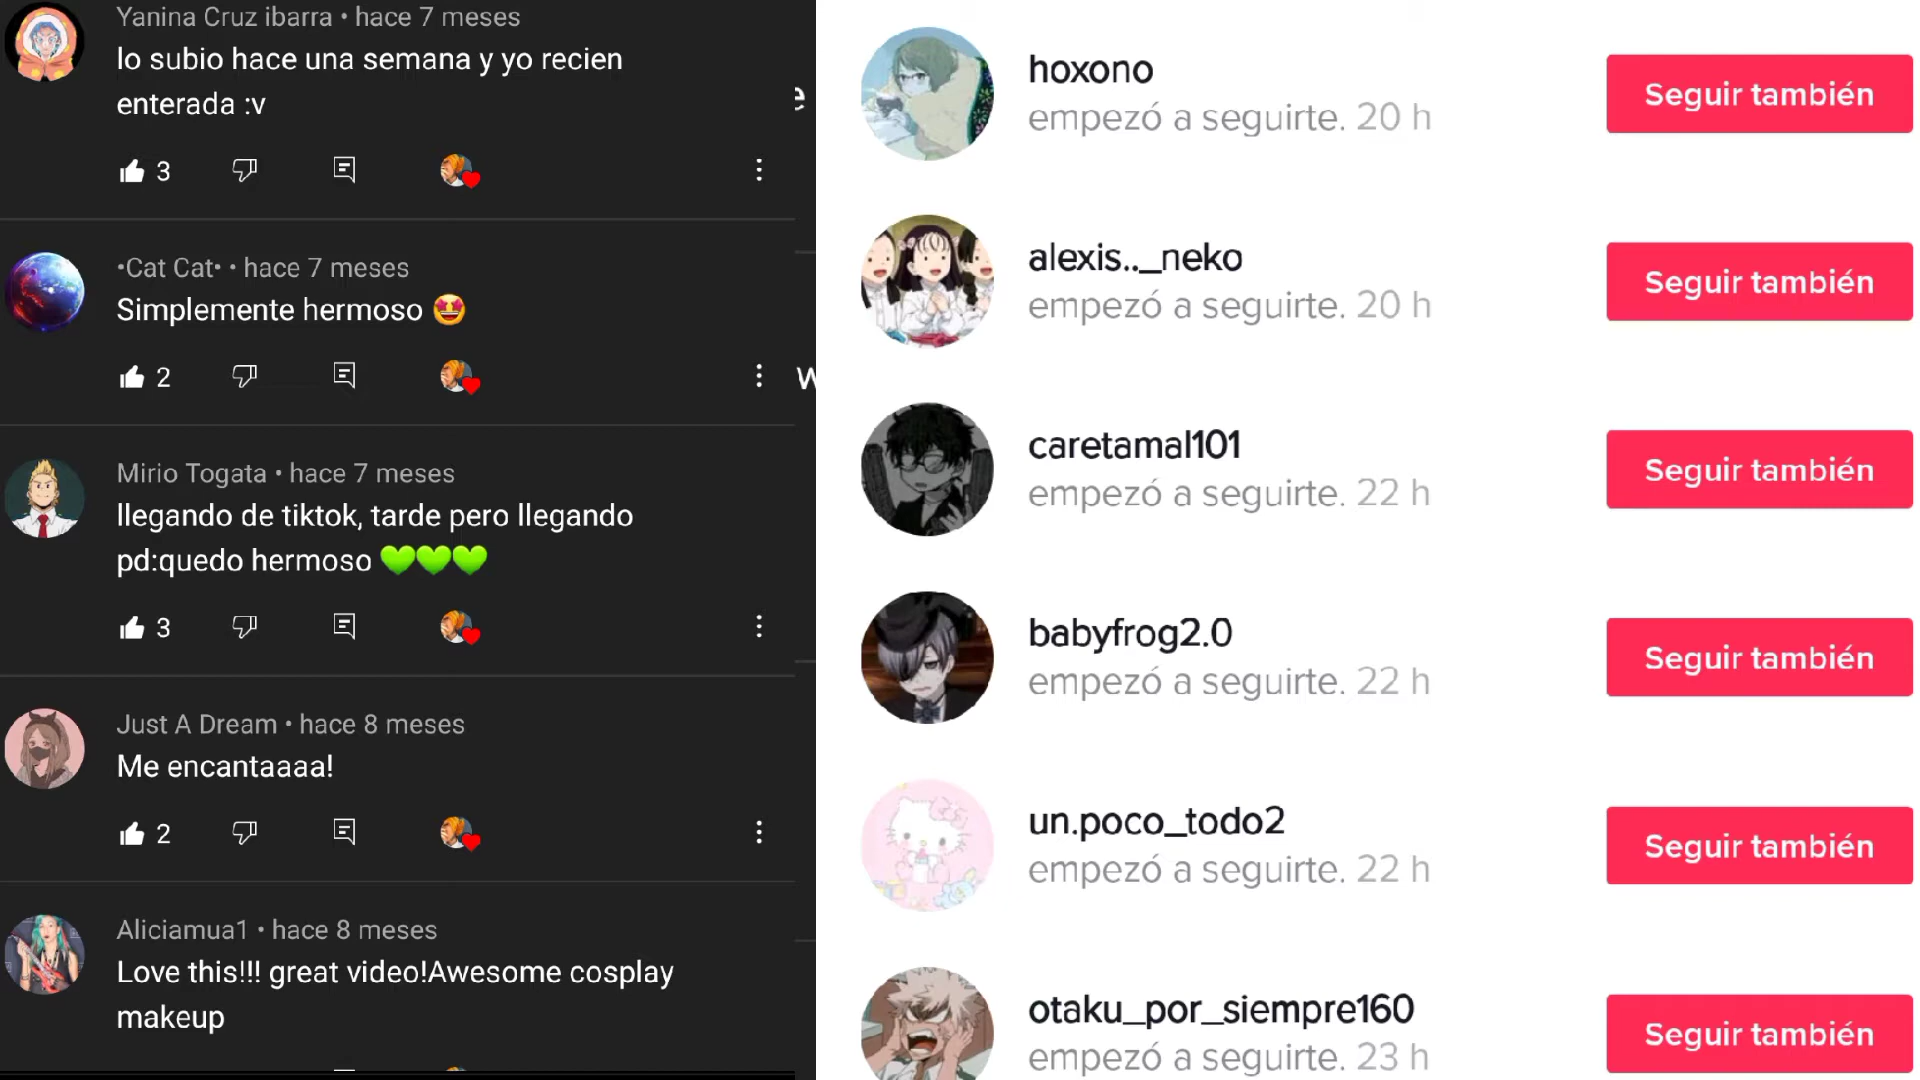 Yanina Cruz ibarra • hace 7 meses
lo subio hace una semana y yo recien
enterada :v
3
•Cat Cat• • hace 7 meses
Simplemente hermoso 🤩
2
Mirio Togata • hace 7 meses
llegando de tiktok, tarde pero llegando
pd:quedo hermoso 💚💚💚
3
Just A Dream • hace 8 meses
Me encantaaaa!
2
Aliciamua1 • hace 8 meses
Love this!!! great video!Awesome cosplay
makeup
e
w
hoxono
empezó a seguirte. 20 h
Seguir también
alexis.._neko
empezó a seguirte. 20 h
Seguir también
caretamal101
empezó a seguirte. 22 h
Seguir también
babyfrog2.0
empezó a seguirte. 22 h
Seguir también
un.poco_todo2
empezó a seguirte. 22 h
Seguir también
otaku_por_siempre160
empezó a seguirte. 23 h
Seguir también